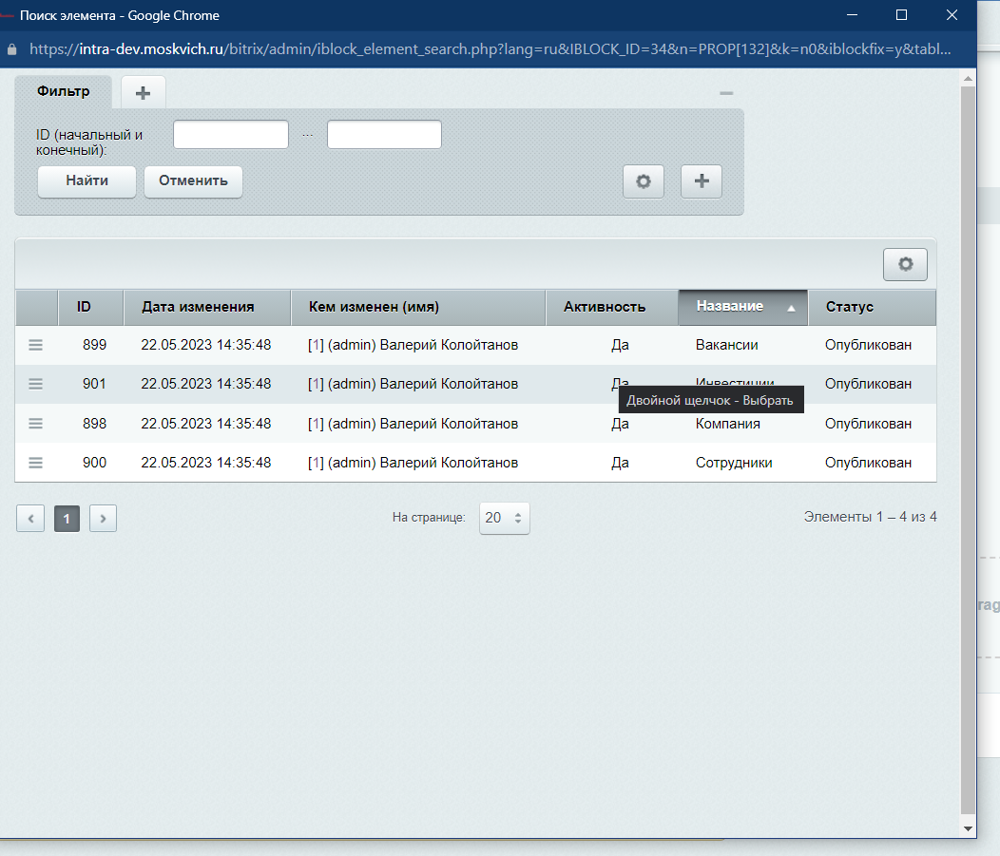 Поиск элемента - Google Chrome
https://intra-dev.moskvich.ru/bitrix/admin/iblock_element_search.php?lang=ru&IBLOCK_ID=34&n=PROP[132]&k=n0&iblockfix=y&tabl...
Фильтр
ID (начальный и
конечный):
...
Найти Отменить
ID Дата изменения Кем изменен (имя) Активность Название Статус
899 22.05.2023 14:35:48 [1] (admin) Валерий Колойтанов Да Вакансии Опубликован
901 22.05.2023 14:35:48 [1] (admin) Валерий Колойтанов Да Инвестиции Опубликован
Двойной щелчок - Выбрать
898 22.05.2023 14:35:48 [1] (admin) Валерий Колойтанов Да Компания Опубликован
900 22.05.2023 14:35:48 [1] (admin) Валерий Колойтанов Да Сотрудники Опубликован
1 На странице: 20 Элементы 1 – 4 из 4
rag